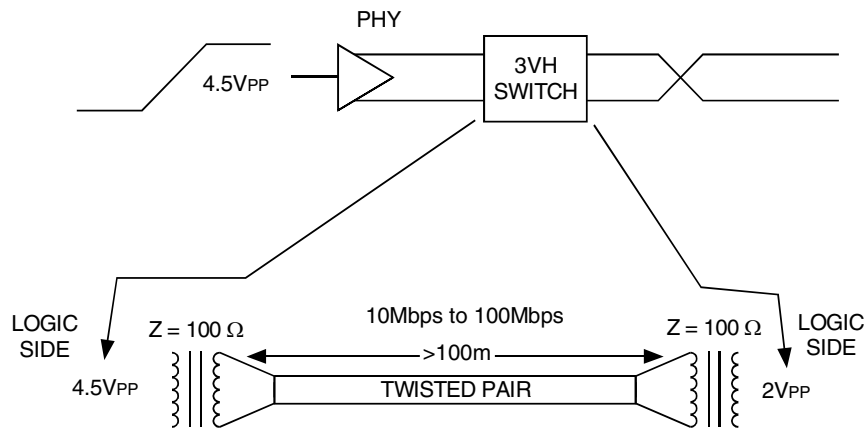 PHY
4.5VPP
3VH
SWITCH
LOGIC
SIDE
Z = 100 Ω
10Mbps to 100Mbps
Z = 100 Ω
LOGIC
SIDE
>100m
4.5VPP
TWISTED PAIR
2VPP